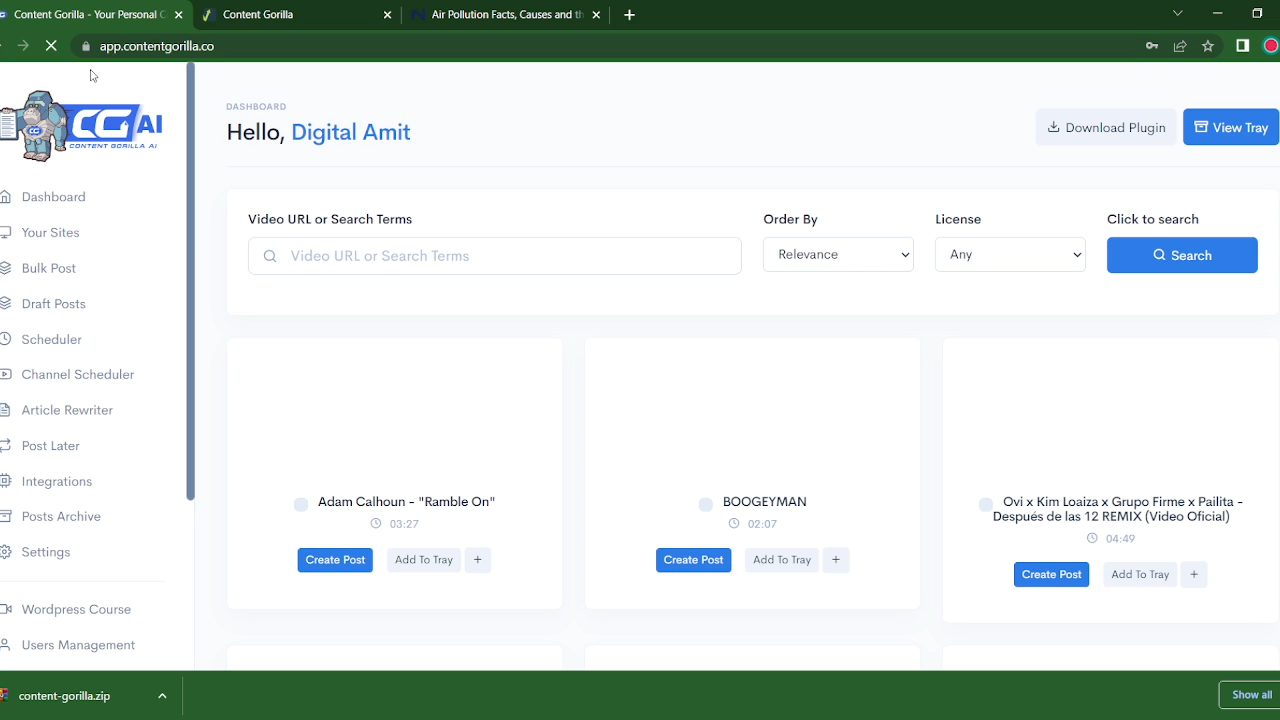 Content Gorilla - Your Personal C
Content Gorilla
Air Pollution Facts, Causes and th
app.contentgorilla.co
CG AI
CONTENT GORILLA AI
CG
Dashboard
Your Sites
Bulk Post
Draft Posts
Scheduler
Channel Scheduler
Article Rewriter
Post Later
Integrations
Posts Archive
Settings
Wordpress Course
Users Management
DASHBOARD
Hello, Digital Amit
Download Plugin
View Tray
Video URL or Search Terms
Order By
License
Click to search
Video URL or Search Terms
Relevance
Any
Search
Adam Calhoun - "Ramble On"
03:27
Create Post
Add To Tray
+
BOOGEYMAN
02:07
Create Post
Add To Tray
+
Ovi x Kim Loaiza x Grupo Firme x Pailita -
Después de las 12 REMIX (Video Oficial)
04:49
Create Post
Add To Tray
+
content-gorilla.zip
Show all